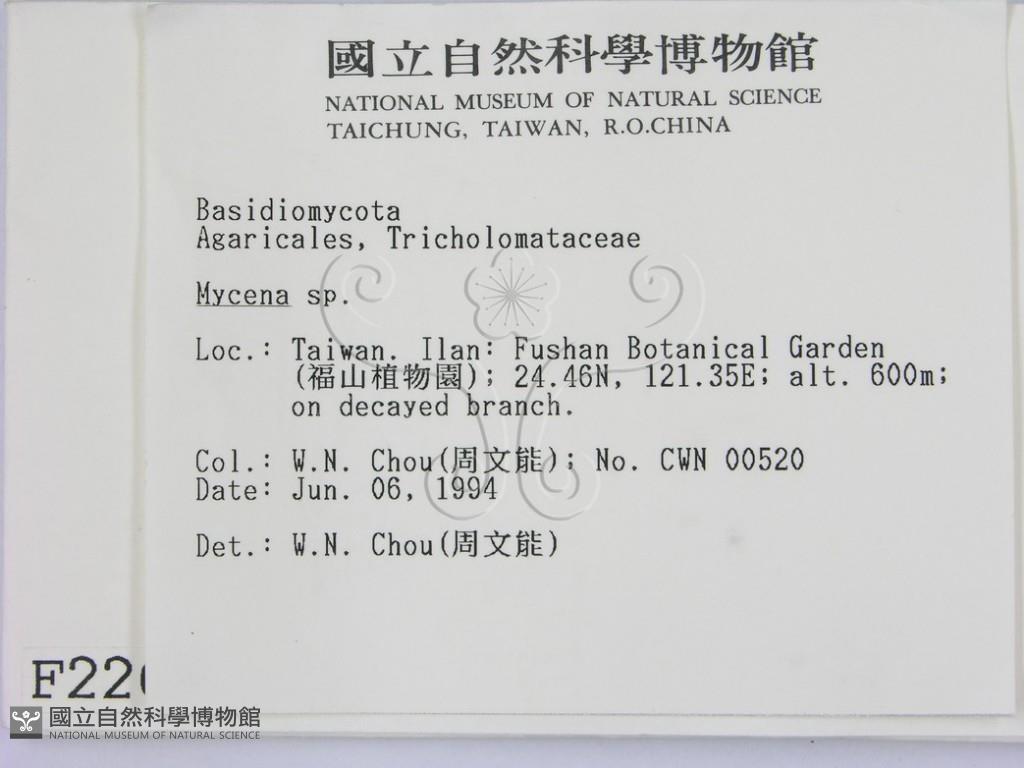 國立自然科學博物館
NATIONAL MUSEUM OF NATURAL SCIENCE
TAICHUNG, TAIWAN, R.O.CHINA
Basidiomycota
Agaricales, Tricholomataceae
Mycena sp.
Loc.: Taiwan. Ilan: Fushan Botanical Garden
(福山植物園); 24.46N, 121.35E; alt. 600m;
on decayed branch.
Col.: W.N. Chou(周文能); No. CWN 00520
Date: Jun. 06, 1994
Det.: W.N. Chou(周文能)
F22
國立自然科學博物館
NATIONAL MUSEUM OF NATURAL SCIENCE